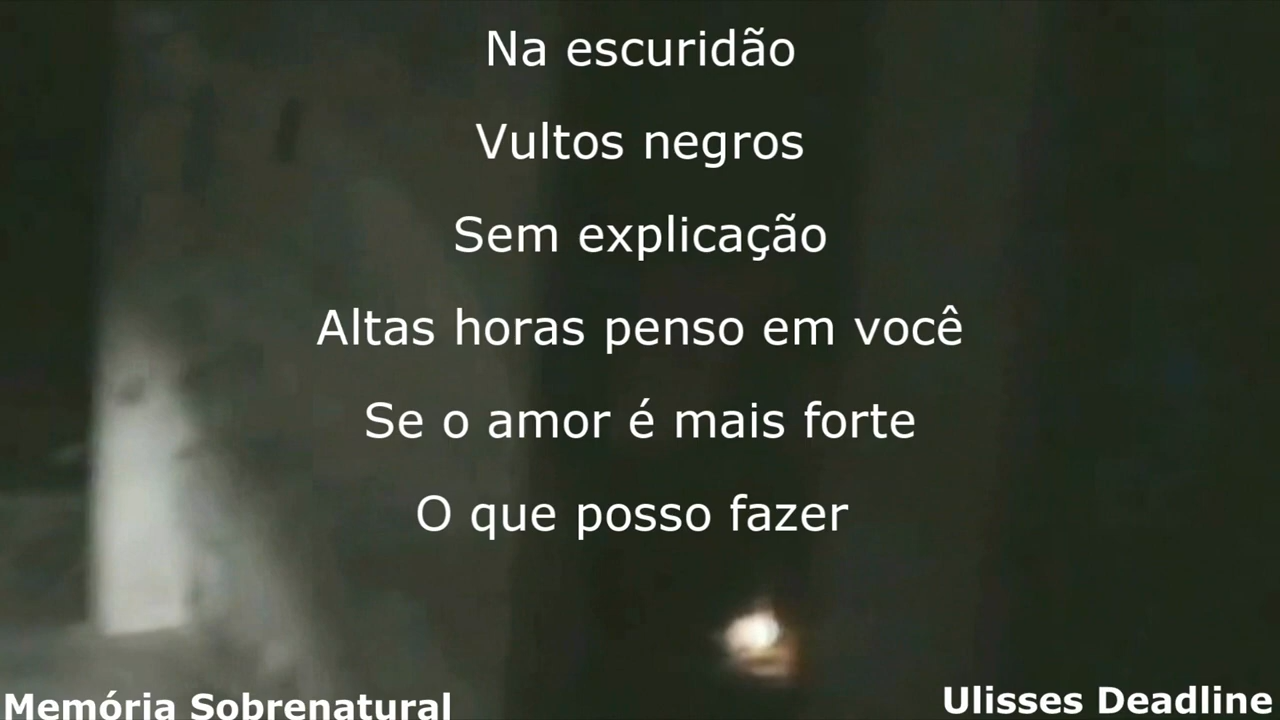 Na escuridão
Vultos negros
Sem explicação
Altas horas penso em você
Se o amor é mais forte
O que posso fazer
Memória Sobrenatural
Ulisses Deadline